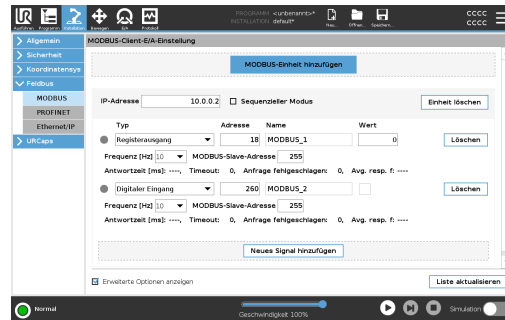 PROGRAMM <unbenannt>*
INSTALLATION default*
CCCC
CCCC
Ausführen Programm Installation Bewegen E/A Protokoll Neu... Öffnen... Speichern...
Allgemein
Sicherheit
Koordinatensys
Feldbus
MODBUS
PROFINET
Ethernet/IP
URCaps
MODBUS-Client-E/A-Einstellung
MODBUS-Einheit hinzufügen
IP-Adresse 10.0.0.2 Sequenzieller Modus Einheit löschen
Typ Adresse Name Wert
Registerausgang 18 MODBUS_1 0 Löschen
Frequenz [Hz] 10 MODBUS-Slave-Adresse 255
Antwortzeit [ms]: ----, Timeout: 0, Anfrage fehlgeschlagen: 0, Avg. resp. f: ----
Digitaler Eingang 260 MODBUS_2 Löschen
Frequenz [Hz] 10 MODBUS-Slave-Adresse 255
Antwortzeit [ms]: ----, Timeout: 0, Anfrage fehlgeschlagen: 0, Avg. resp. f: ----
Neues Signal hinzufügen
Erweiterte Optionen anzeigen Liste aktualisieren
Normal Geschwindigkeit 100% Simulation